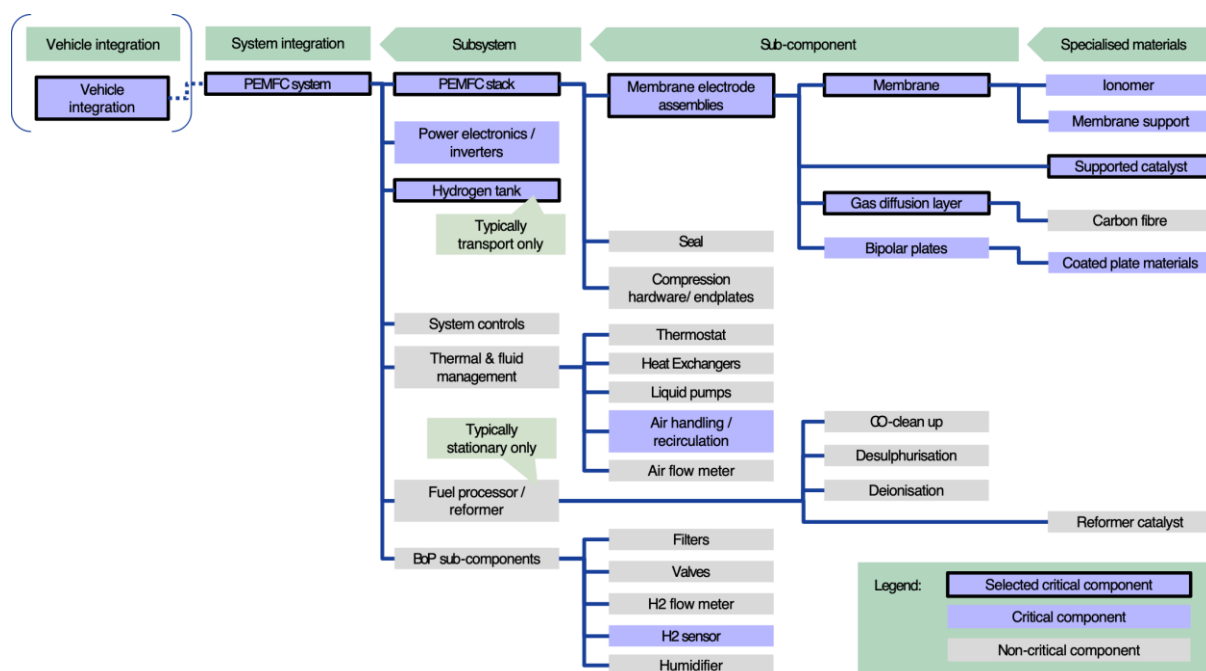 Vehicle integration
System integration
Subsystem
Sub-component
Specialised materials
Vehicle
integration
PEMFC system
PEMFC stack
Membrane electrode
assemblies
Membrane
Ionomer
Power electronics /
inverters
Membrane support
Supported catalyst
Hydrogen tank
Gas diffusion layer
Typically
transport only
Carbon fibre
Seal
Bipolar plates
Coated plate materials
Compression
hardware/ endplates
System controls
Thermostat
Thermal & fluid
management
Heat Exchangers
Liquid pumps
Typically
stationary only
Air handling /
recirculation
CO-clean up
Desulphurisation
Air flow meter
Fuel processor /
reformer
Deionisation
Reformer catalyst
Filters
BoP sub-components
Valves
H2 flow meter
H2 sensor
Humidifier
Legend:
Selected critical component
Critical component
Non-critical component